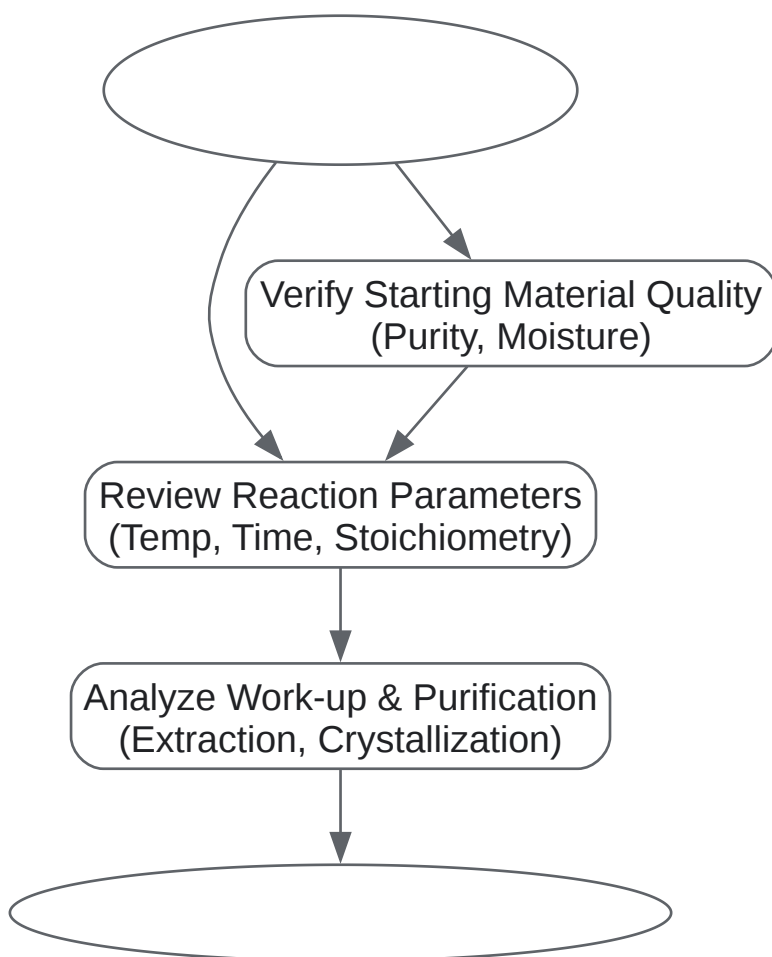 Verify Starting Material Quality
(Purity, Moisture)
Review Reaction Parameters
(Temp, Time, Stoichiometry)
Analyze Work-up & Purification
(Extraction, Crystallization)